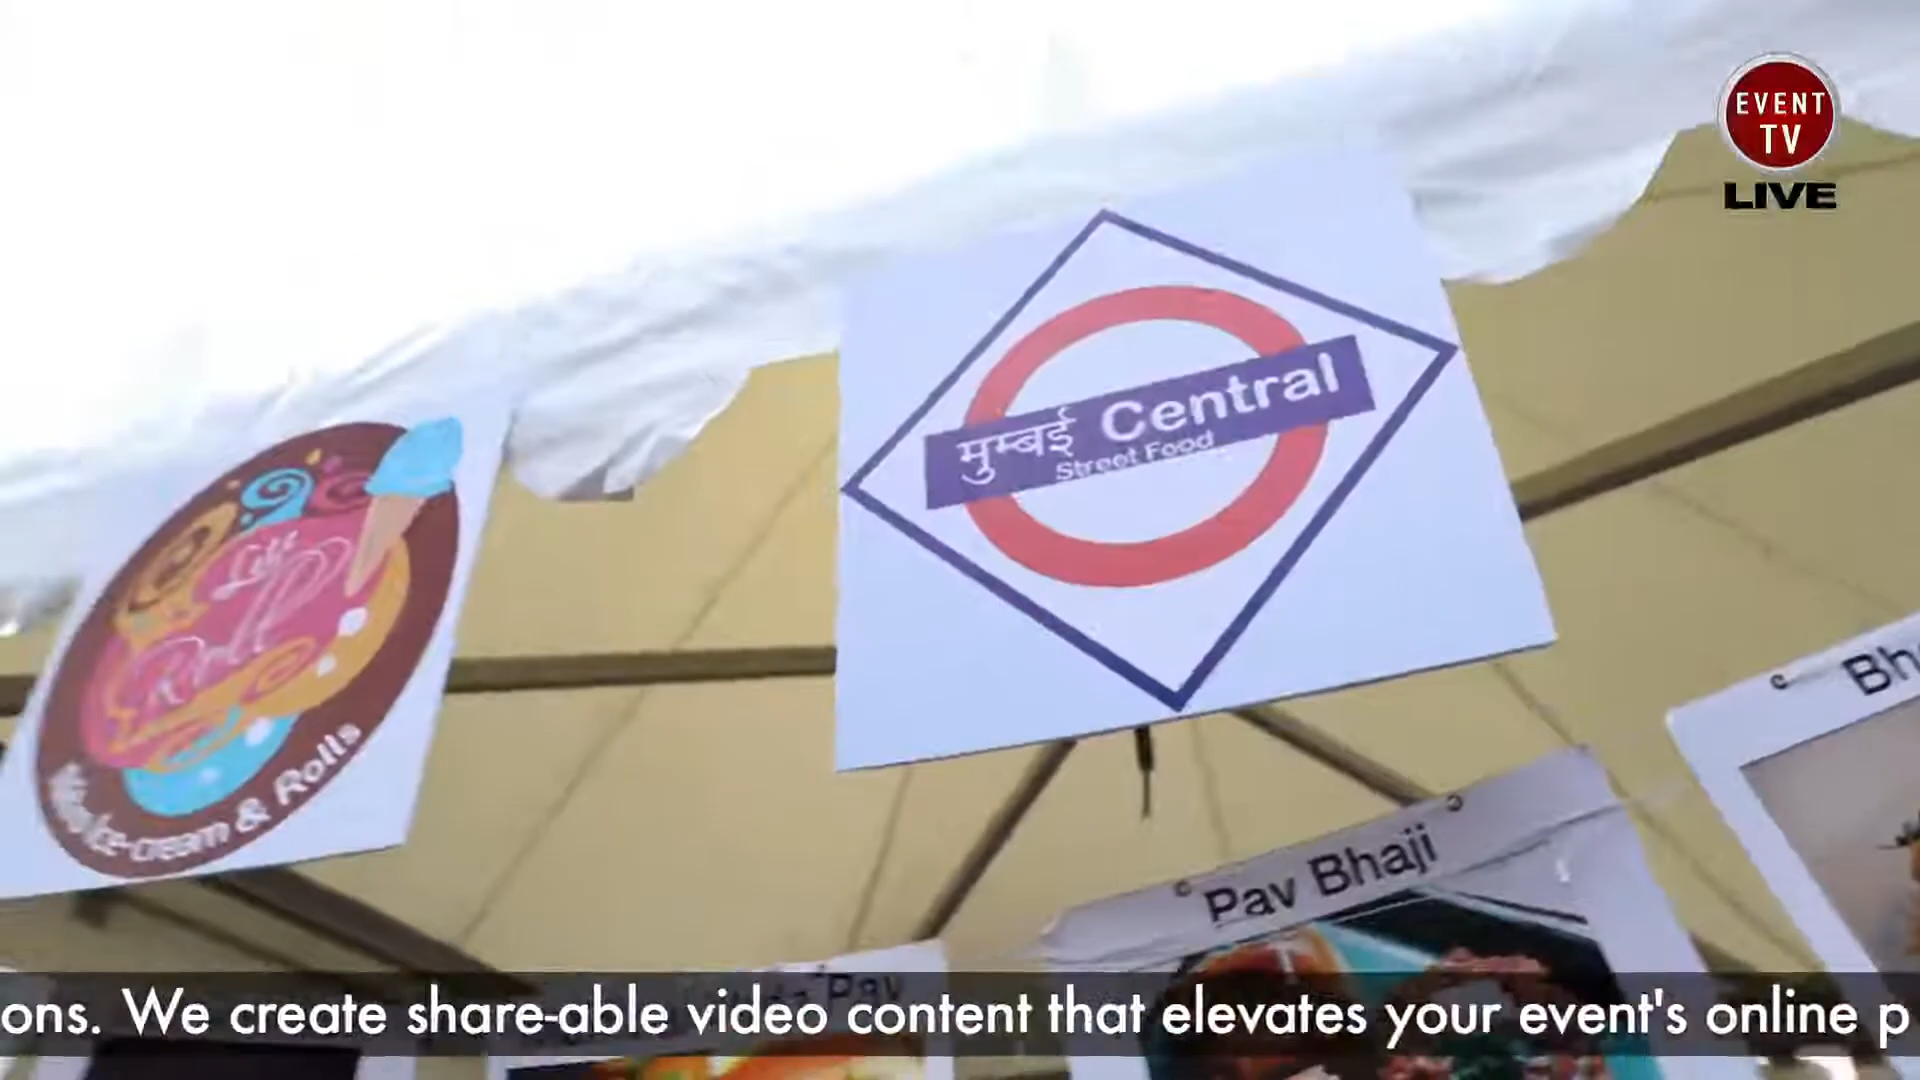 EVENT
TV
LIVE
मुम्बई Central
Street Food
Roll
Ice-cream & Rolls
Bh
Pav Bhaji
Pav
ons. We create share-able video content that elevates your event's online p